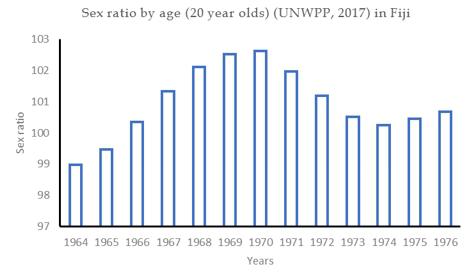 Sex ratio by age (20 year olds) (UNWPP, 2017) in Fiji
103
102
101
100
99
98
97
Sex ratio
1964 1965 1966 1967 1968 1969 1970 1971 1972 1973 1974 1975 1976
Years